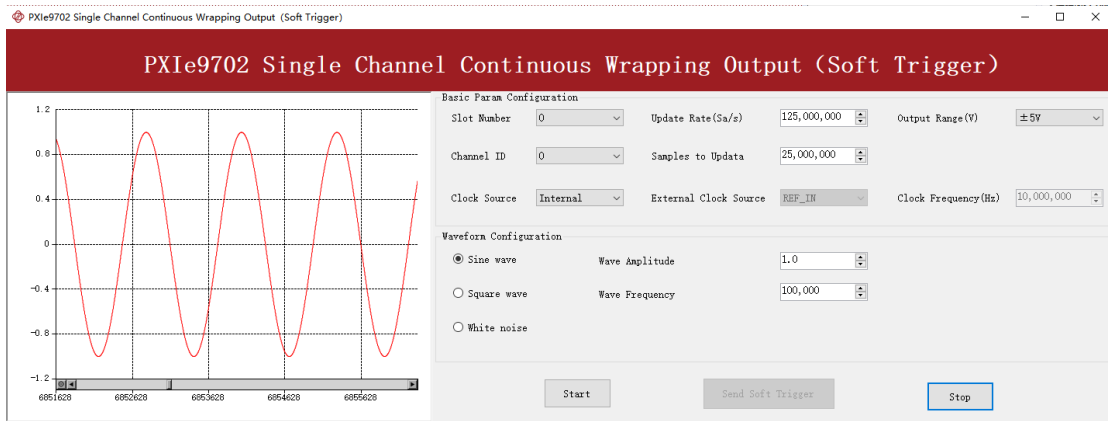 PXIe9702 Single Channel Continuous Wrapping Output (Soft Trigger)
PXIe9702 Single Channel Continuous Wrapping Output (Soft Trigger)
Basic Param Configuration
Slot Number 0 Update Rate(Sa/s) 125,000,000 Output Range(V) ±5V
Channel ID 0 Samples to Updata 25,000,000
Clock Source Internal External Clock Source REF_IN Clock Frequency(Hz) 10,000,000
Waveform Configuration
Sine wave Wave Amplitude 1.0
Square wave Wave Frequency 100,000
White noise
Start Send Soft Trigger Stop
1.2
0.8
0.4
0
-0.4
-0.8
-1.2
6851628 6852628 6853628 6854628 6855628